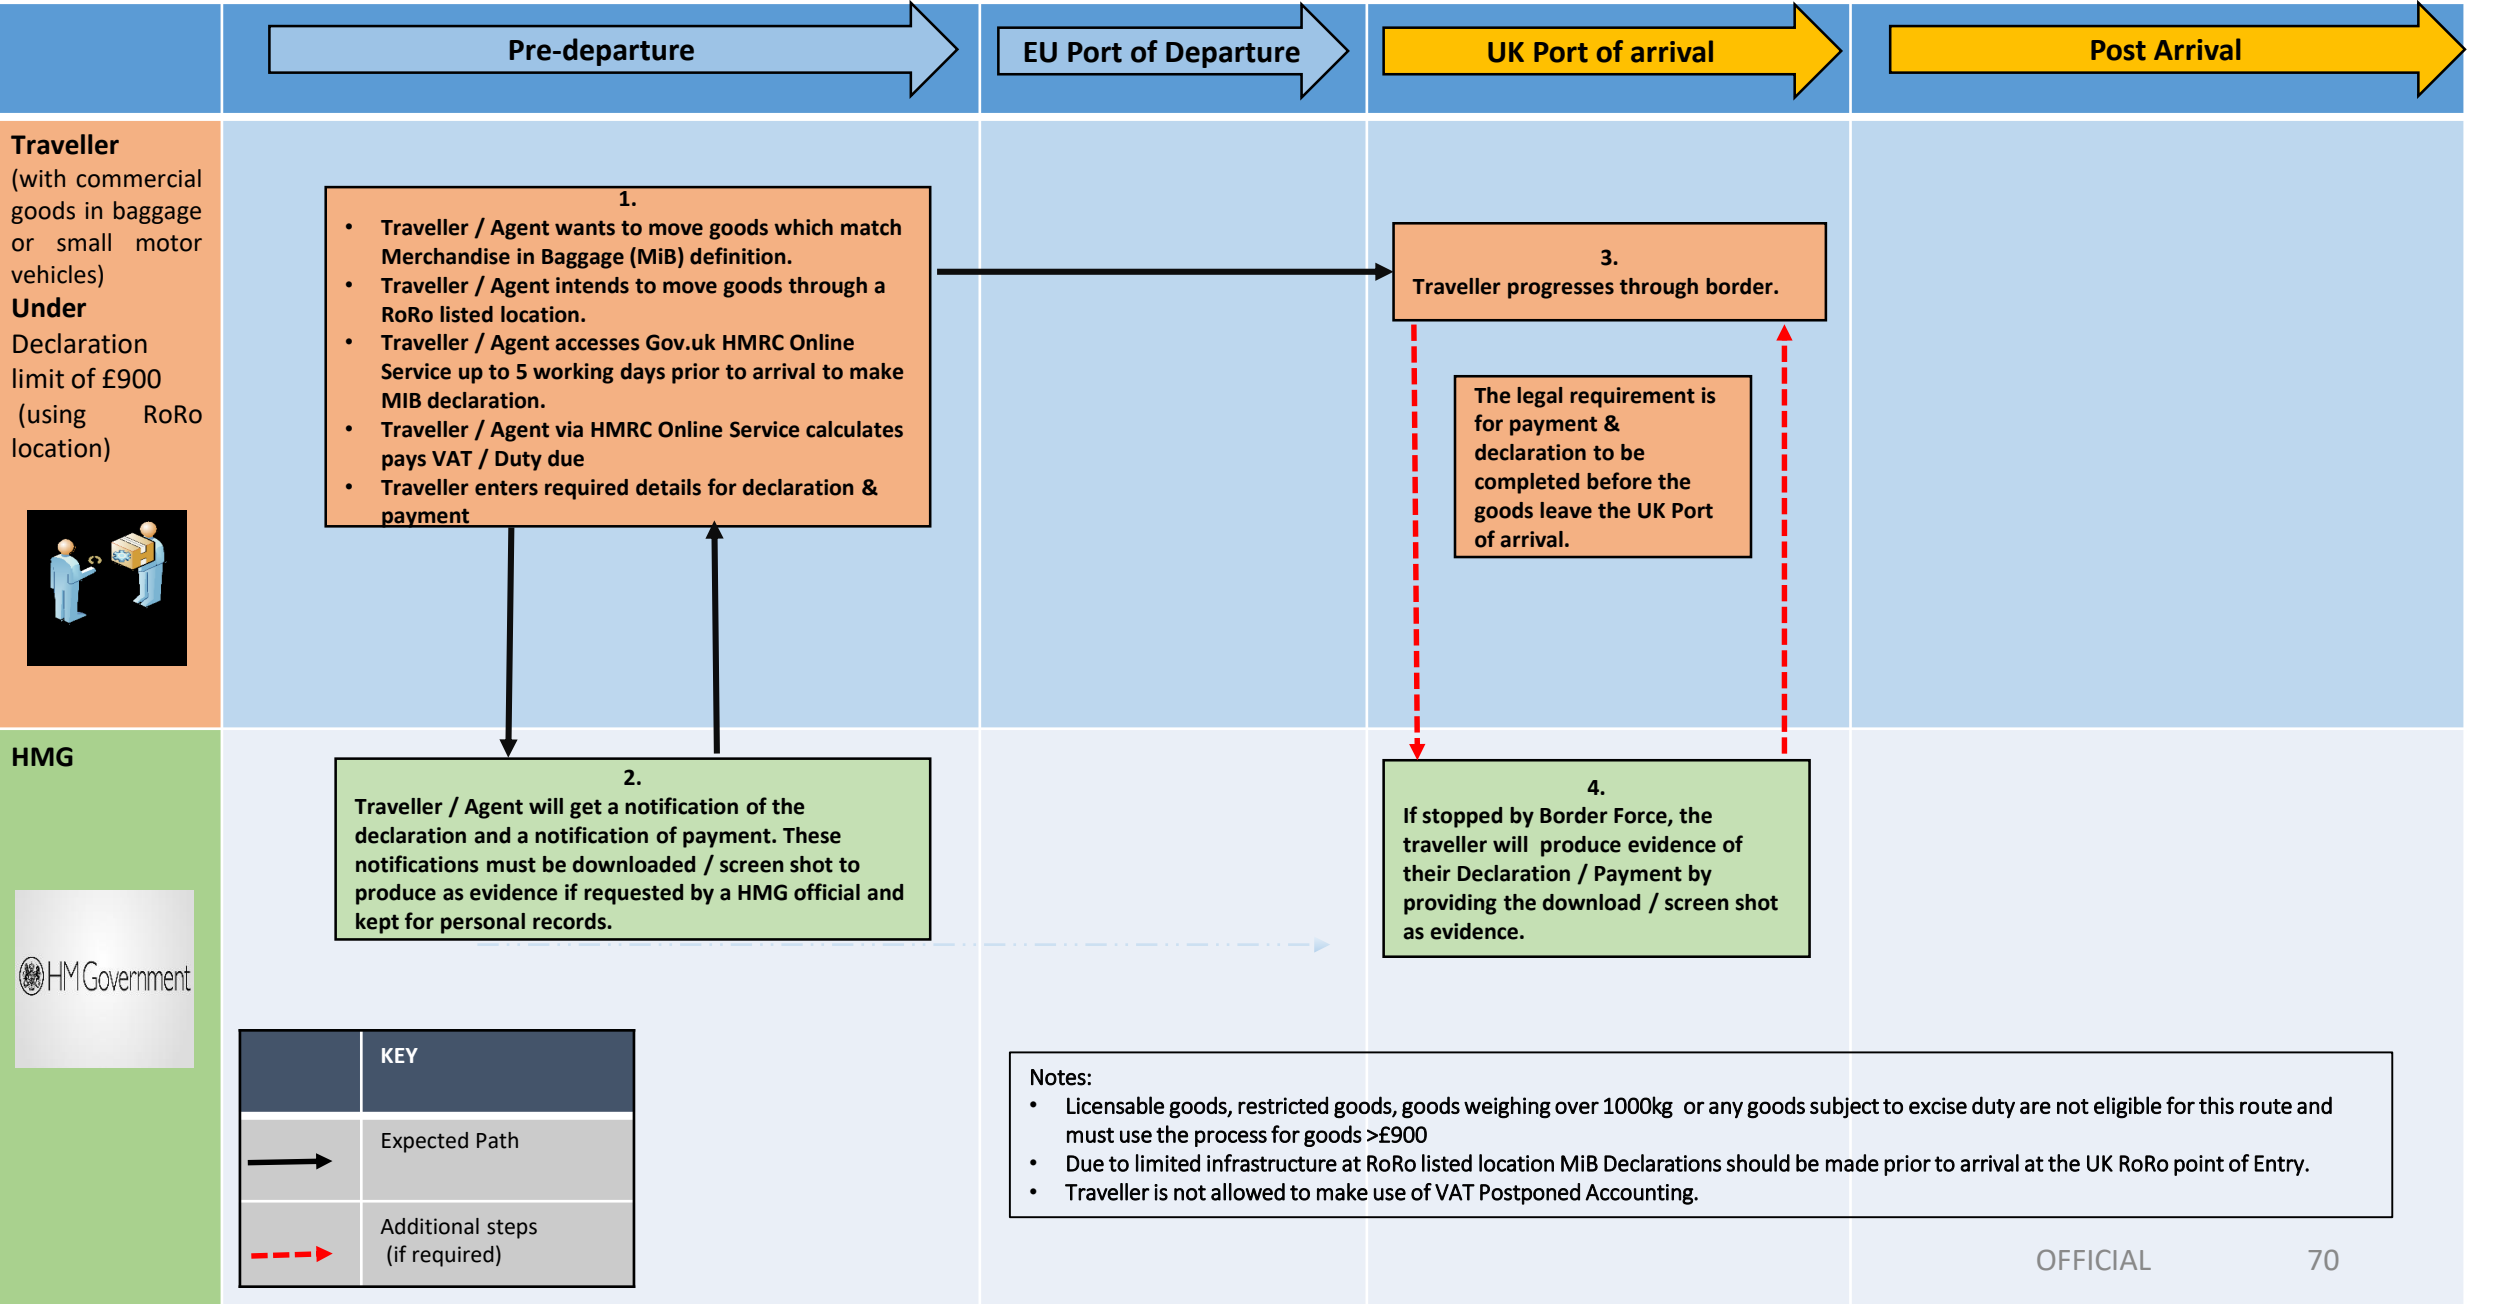 Pre-departure
EU Port of Departure
UK Port of arrival
Post Arrival
Traveller
(with commercial
goods in baggage
or small motor
vehicles)
Under
Declaration
limit of £900
(using RoRo
location)
1.
• Traveller / Agent wants to move goods which match
Merchandise in Baggage (MiB) definition.
• Traveller / Agent intends to move goods through a
RoRo listed location.
• Traveller / Agent accesses Gov.uk HMRC Online
Service up to 5 working days prior to arrival to make
MIB declaration.
• Traveller / Agent via HMRC Online Service calculates
pays VAT / Duty due
• Traveller enters required details for declaration &
payment
3.
Traveller progresses through border.
The legal requirement is
for payment &
declaration to be
completed before the
goods leave the UK Port
of arrival.
HMG
HM Government
2.
Traveller / Agent will get a notification of the
declaration and a notification of payment. These
notifications must be downloaded / screen shot to
produce as evidence if requested by a HMG official and
kept for personal records.
4.
If stopped by Border Force, the
traveller will produce evidence of
their Declaration / Payment by
providing the download / screen shot
as evidence.
KEY
Expected Path
Additional steps
(if required)
Notes:
• Licensable goods, restricted goods, goods weighing over 1000kg or any goods subject to excise duty are not eligible for this route and
must use the process for goods >£900
• Due to limited infrastructure at RoRo listed location MiB Declarations should be made prior to arrival at the UK RoRo point of Entry.
• Traveller is not allowed to make use of VAT Postponed Accounting.
OFFICIAL
70